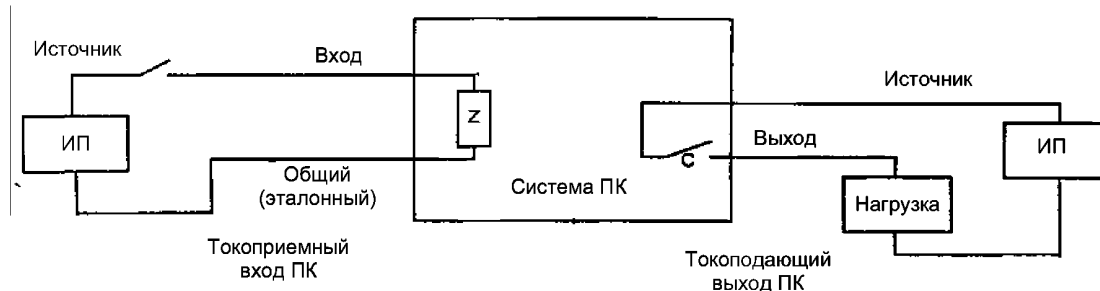 Источник
Вход
ИП
Z
Общий
(эталонный)
Токоприемный
вход ПК
Система ПК
С
Источник
Выход
ИП
Нагрузка
Токоподающий
выход ПК